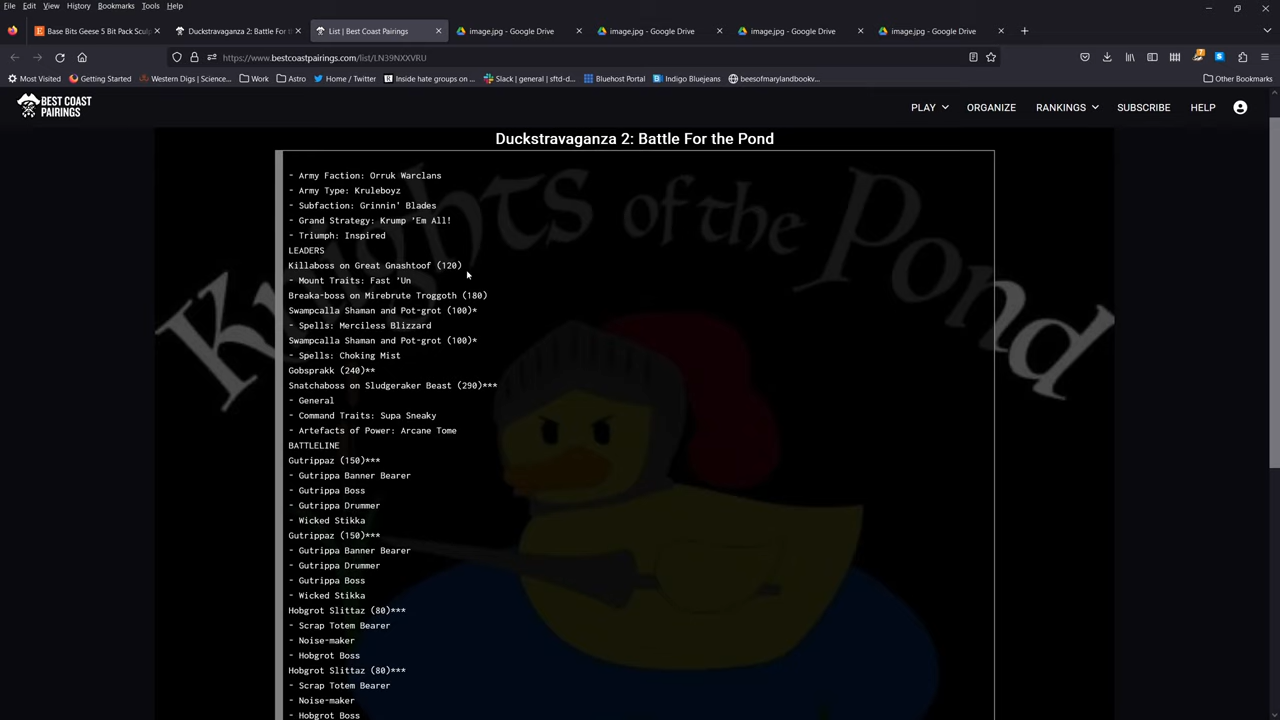 File Edit View History Bookmarks Tools Help
Base Bits Geese 5 Bit Pack Sculp
Duckstravaganza 2: Battle For th
List | Best Coast Pairings
image.jpg - Google Drive
image.jpg - Google Drive
image.jpg - Google Drive
image.jpg - Google Drive
https://www.bestcoastpairings.com/list/LN39NXXVRU
Most Visited Getting Started Western Digs | Science... Work Astro Home / Twitter Inside hate groups on ... Slack | general | sftd-d... Bluehost Portal Indigo Bluejeans beesofmarylandbookv... Other Bookmarks
BEST COAST
PAIRINGS
PLAY ORGANIZE RANKINGS SUBSCRIBE HELP
Duckstravaganza 2: Battle For the Pond
Knights of the Pond
- Army Faction: Orruk Warclans
- Army Type: Kruleboyz
- Subfaction: Grinnin' Blades
- Grand Strategy: Krump 'Em All!
- Triumph: Inspired
LEADERS
Killaboss on Great Gnashtoof (120)
- Mount Traits: Fast 'Un
Breaka-boss on Mirebrute Troggoth (180)
Swampcalla Shaman and Pot-grot (100)*
- Spells: Merciless Blizzard
Swampcalla Shaman and Pot-grot (100)*
- Spells: Choking Mist
Gobsprakk (240)**
Snatchaboss on Sludgeraker Beast (290)***
- General
- Command Traits: Supa Sneaky
- Artefacts of Power: Arcane Tome
BATTLELINE
Gutrippaz (150)***
- Gutrippa Banner Bearer
- Gutrippa Boss
- Gutrippa Drummer
- Wicked Stikka
Gutrippaz (150)***
- Gutrippa Banner Bearer
- Gutrippa Drummer
- Gutrippa Boss
- Wicked Stikka
Hobgrot Slittaz (80)***
- Scrap Totem Bearer
- Noise-maker
- Hobgrot Boss
Hobgrot Slittaz (80)***
- Scrap Totem Bearer
- Noise-maker
- Hobgrot Boss